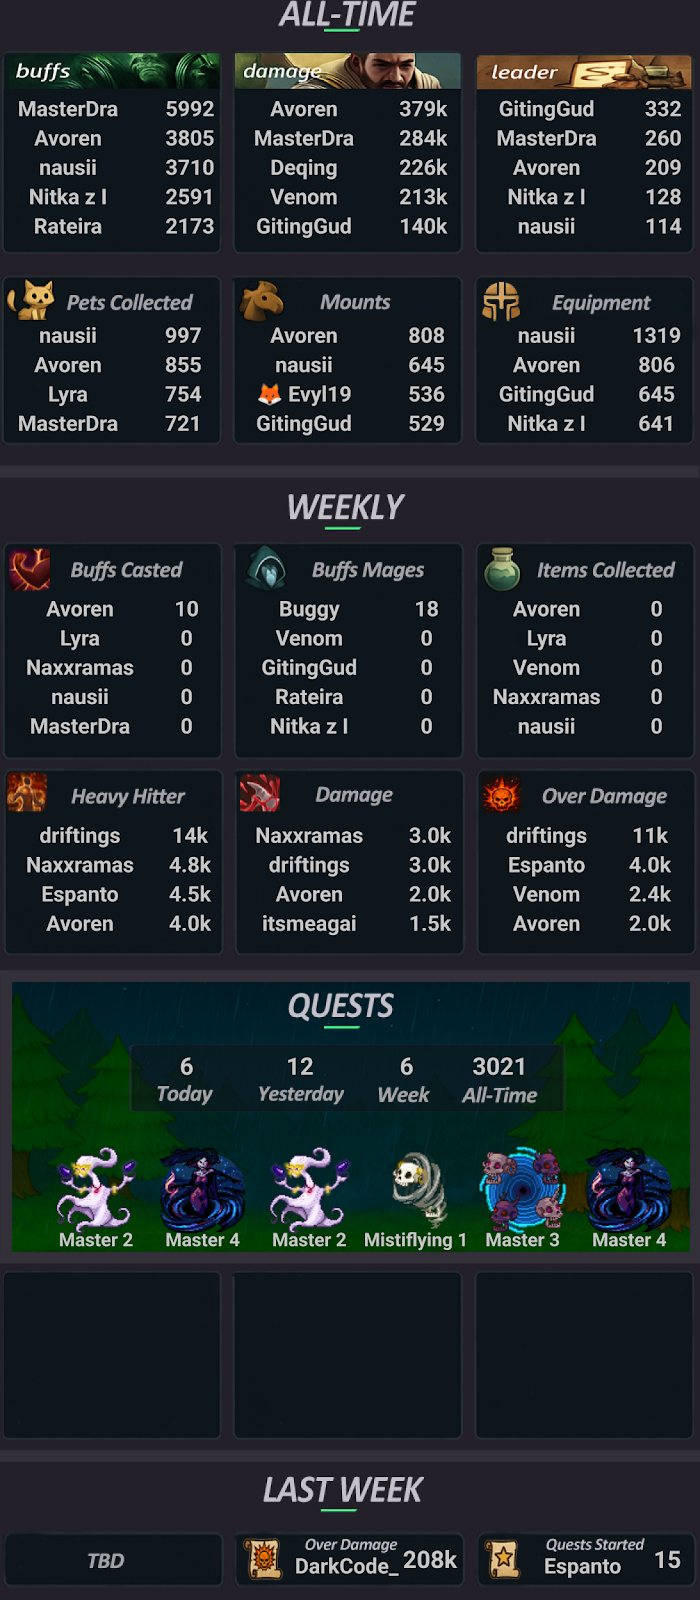 ALL-TIME
buffs
MasterDra 5992
Avoren 3805
nausii 3710
Nitka z I 2591
Rateira 2173
damage
Avoren 379k
MasterDra 284k
Deqing 226k
Venom 213k
GitingGud 140k
leader
GitingGud 332
MasterDra 260
Avoren 209
Nitka z I 128
nausii 114
Pets Collected
nausii 997
Avoren 855
Lyra 754
MasterDra 721
Mounts
Avoren 808
nausii 645
🦊 Evyl19 536
GitingGud 529
Equipment
nausii 1319
Avoren 806
GitingGud 645
Nitka z I 641
WEEKLY
Buffs Casted
Avoren 10
Lyra 0
Naxxramas 0
nausii 0
MasterDra 0
Buffs Mages
Buggy 18
Venom 0
GitingGud 0
Rateira 0
Nitka z I 0
Items Collected
Avoren 0
Lyra 0
Venom 0
Naxxramas 0
nausii 0
Heavy Hitter
driftings 14k
Naxxramas 4.8k
Espanto 4.5k
Avoren 4.0k
Damage
Naxxramas 3.0k
driftings 3.0k
Avoren 2.0k
itsmeagai 1.5k
Over Damage
driftings 11k
Espanto 4.0k
Venom 2.4k
Avoren 2.0k
QUESTS
6 12 6 3021
Today Yesterday Week All-Time
Master 2 Master 4 Master 2 Mistiflying 1 Master 3 Master 4
LAST WEEK
TBD
Over Damage
DarkCode_ 208k
Quests Started
Espanto 15